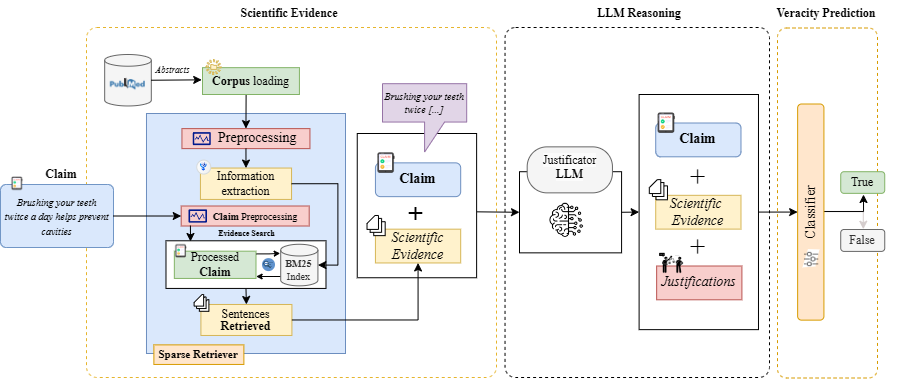 Scientific Evidence
LLM Reasoning
Veracity Prediction
PubMed
Abstracts
Corpus loading
Brushing your teeth
twice [...]
Preprocessing
Information
extraction
Claim
Brushing your teeth
twice a day helps prevent
cavities
Claim Preprocessing
Evidence Search
Processed
Claim
BM25
Index
Sentences
Retrieved
Sparse Retriever
Claim
+
Scientific
Evidence
Justificator
LLM
Claim
+
Scientific
Evidence
+
Justifications
Classifier
True
False